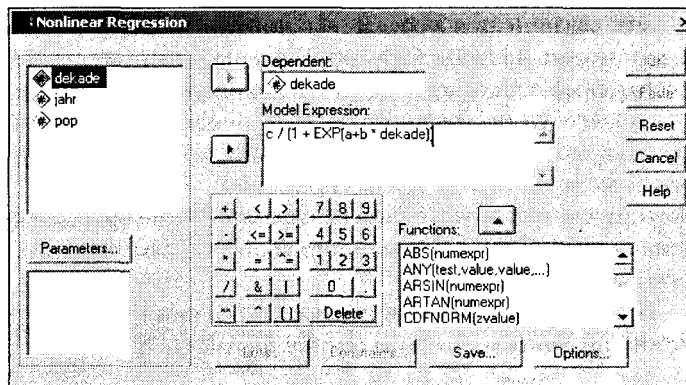 Nonlinear Regression
dekade
jahr
pop
Parameters...
Dependent:
dekade
Model Expression:
c / (1 + EXP(a+b * dekade)
+ < > 7 8 9
- <= >= 4 5 6
* = ^= 1 2 3
/ & | 0 .
** ^ () Delete
Functions:
ABS(numexpr)
ANY(test,value,value,...)
ARSIN(numexpr)
ARTAN(numexpr)
CDFNORM(zvalue)
Reset
Cancel
Help
Save...
Options...